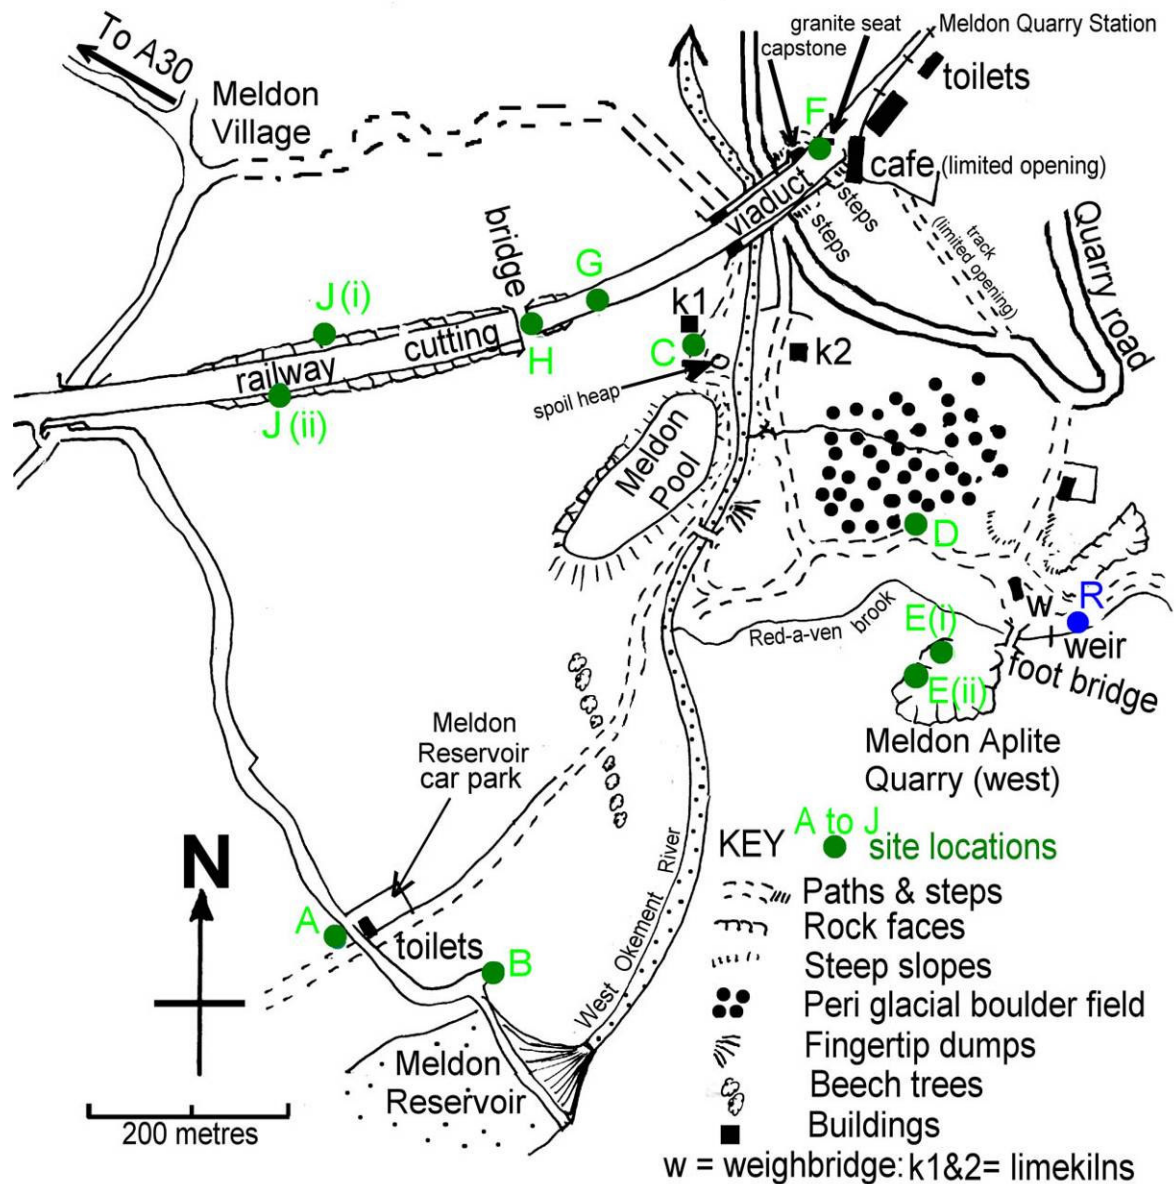 To A30
Meldon
Village
granite seat
capstone
Meldon Quarry Station
toilets
F
cafe (limited opening)
viaduct
steps
steps
track
(limited opening)
Quarry road
bridge
G
J (i)
k1
C
k2
H
cutting
railway
J (ii)
spoil heap
Meldon
Pool
D
R
w
weir
foot bridge
Red-a-ven brook
E(i)
E(ii)
Meldon Aplite
Quarry (west)
Meldon
Reservoir
car park
West Okement River
N
A
toilets
B
Meldon
Reservoir
200 metres
KEY
A to J
site locations
Paths & steps
Rock faces
Steep slopes
Peri glacial boulder field
Fingertip dumps
Beech trees
Buildings
w = weighbridge: k1&2= limekilns